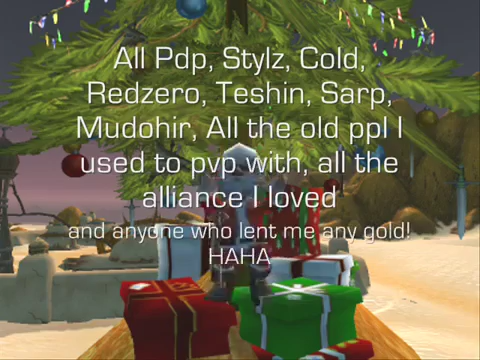 All Pdp, Stylz, Cold,
Redzero, Teshin, Sarp,
Mudohir, All the old ppl I
used to pvp with, all the
alliance I loved
and anyone who lent me any gold!
HAHA